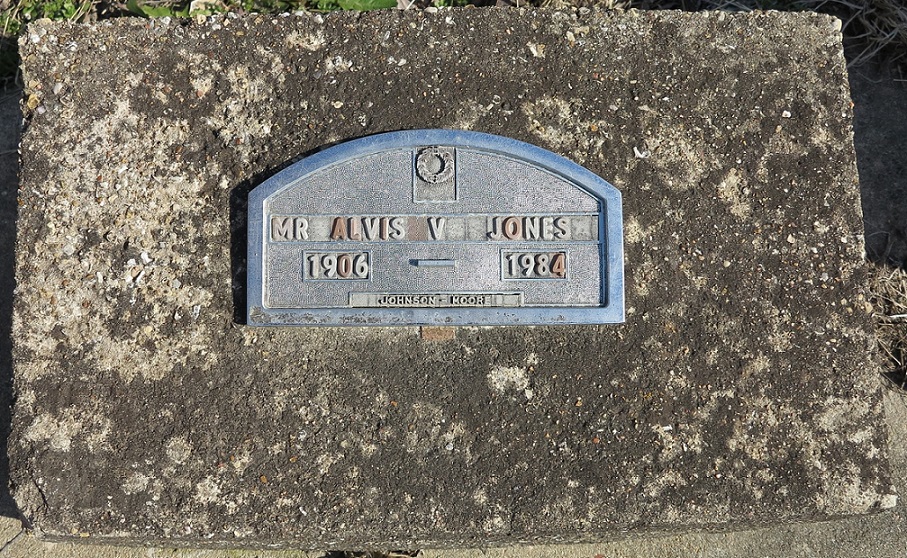 MR ALVIS V JONES
1906 — 1984
JOHNSON - MOORE